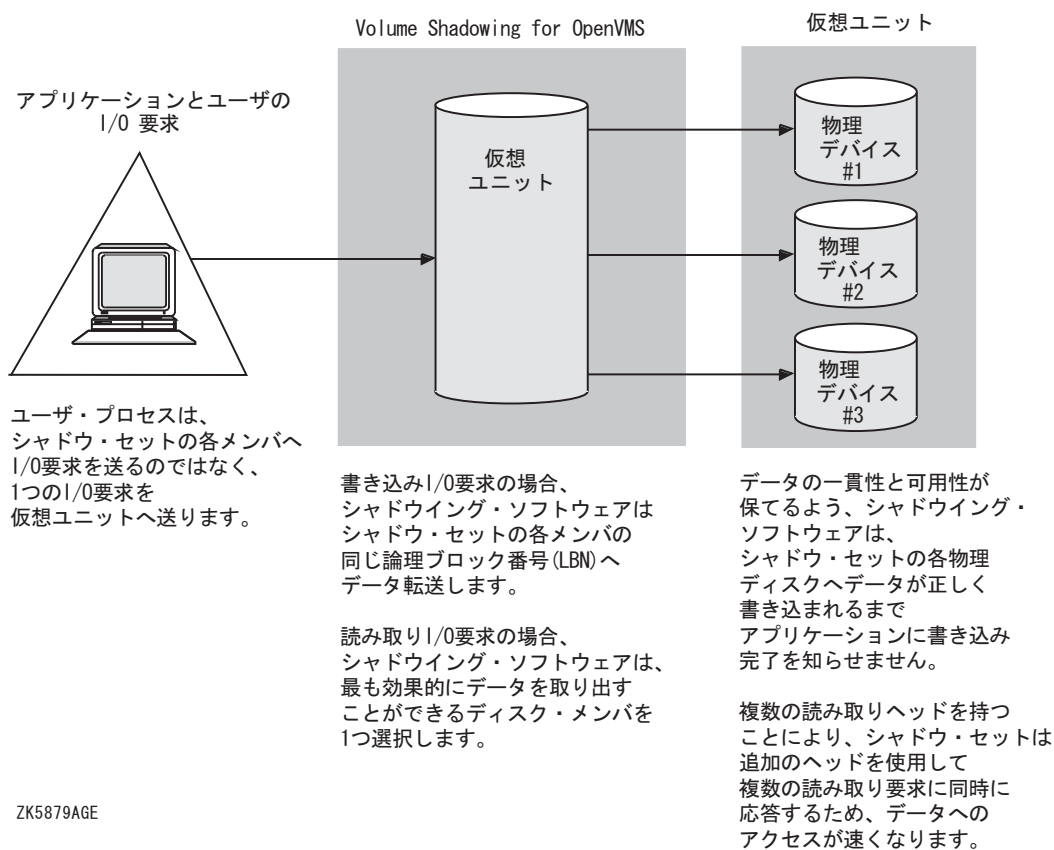 Volume Shadowing for OpenVMS
仮想ユニット
アプリケーションとユーザの
I/O 要求
仮想
ユニット
物理
デバイス
#1
物理
デバイス
#2
物理
デバイス
#3
ユーザ・プロセスは、
シャドウ・セットの各メンバへ
I/O要求を送るのではなく、
1つのI/O要求を
仮想ユニットへ送ります。
書き込みI/O要求の場合、
シャドウイング・ソフトウェアは
シャドウ・セットの各メンバの
同じ論理ブロック番号(LBN)へ
データ転送します。
読み取りI/O要求の場合、
シャドウイング・ソフトウェアは、
最も効果的にデータを取り出す
ことができるディスク・メンバを
1つ選択します。
データの一貫性と可用性が
保てるよう、シャドウイング・
ソフトウェアは、
シャドウ・セットの各物理
ディスクへデータが正しく
書き込まれるまで
アプリケーションに書き込み
完了を知らせません。
複数の読み取りヘッドを持つ
ことにより、シャドウ・セットは
追加のヘッドを使用して
複数の読み取り要求に同時に
応答するため、データへの
アクセスが速くなります。
ZK5879AGE